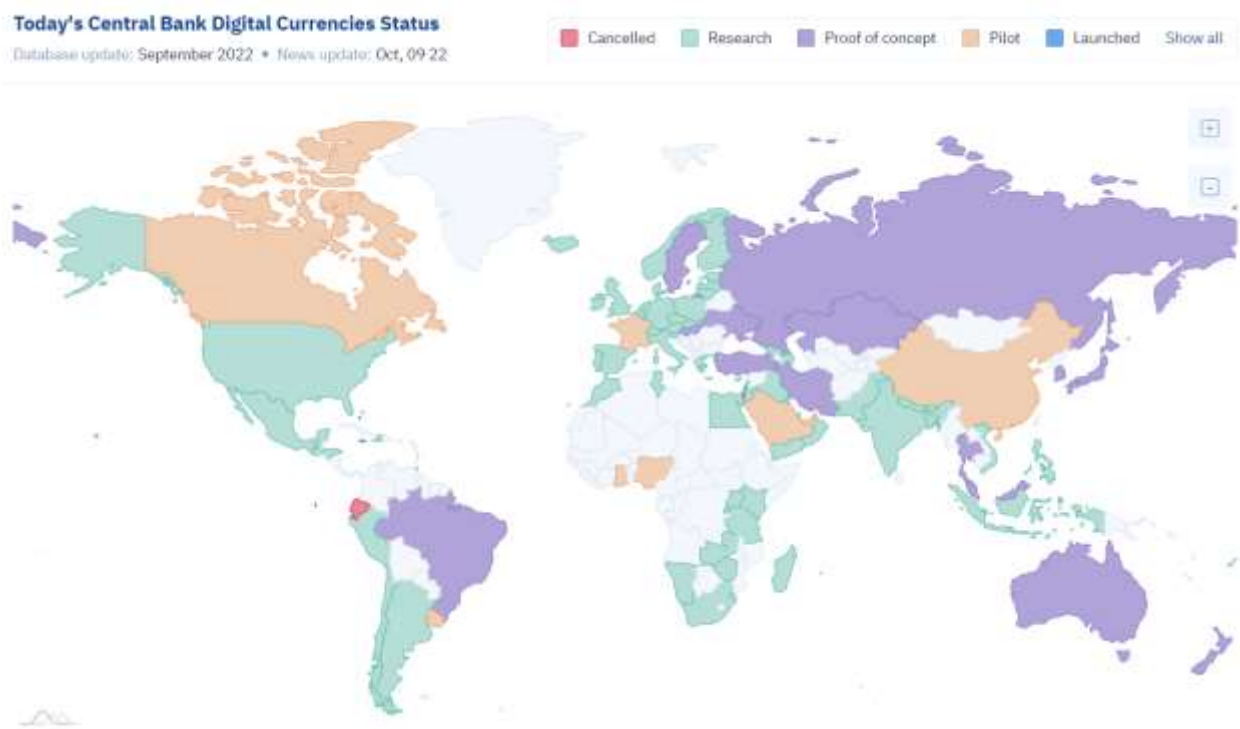 Today's Central Bank Digital Currencies Status
Database update: September 2022 • News update: Oct, 09 22
Cancelled
Research
Proof of concept
Pilot
Launched
Show all
+
-